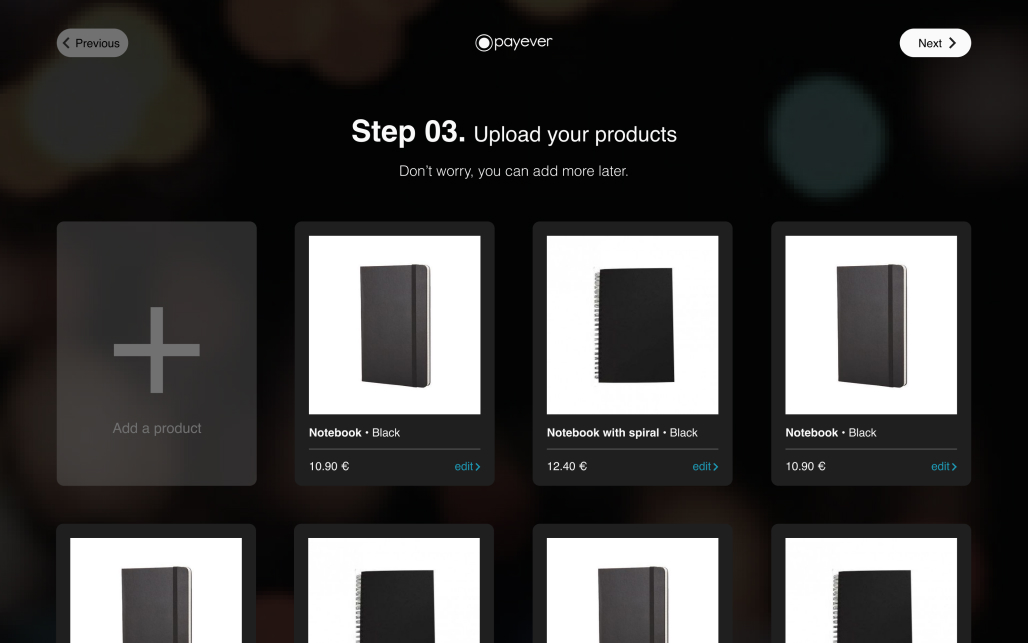 Previous
payever
Next
Step 03. Upload your products
Don't worry, you can add more later.
Add a product
Notebook • Black
10.90 €
edit
Notebook with spiral • Black
12.40 €
edit
Notebook • Black
10.90 €
edit